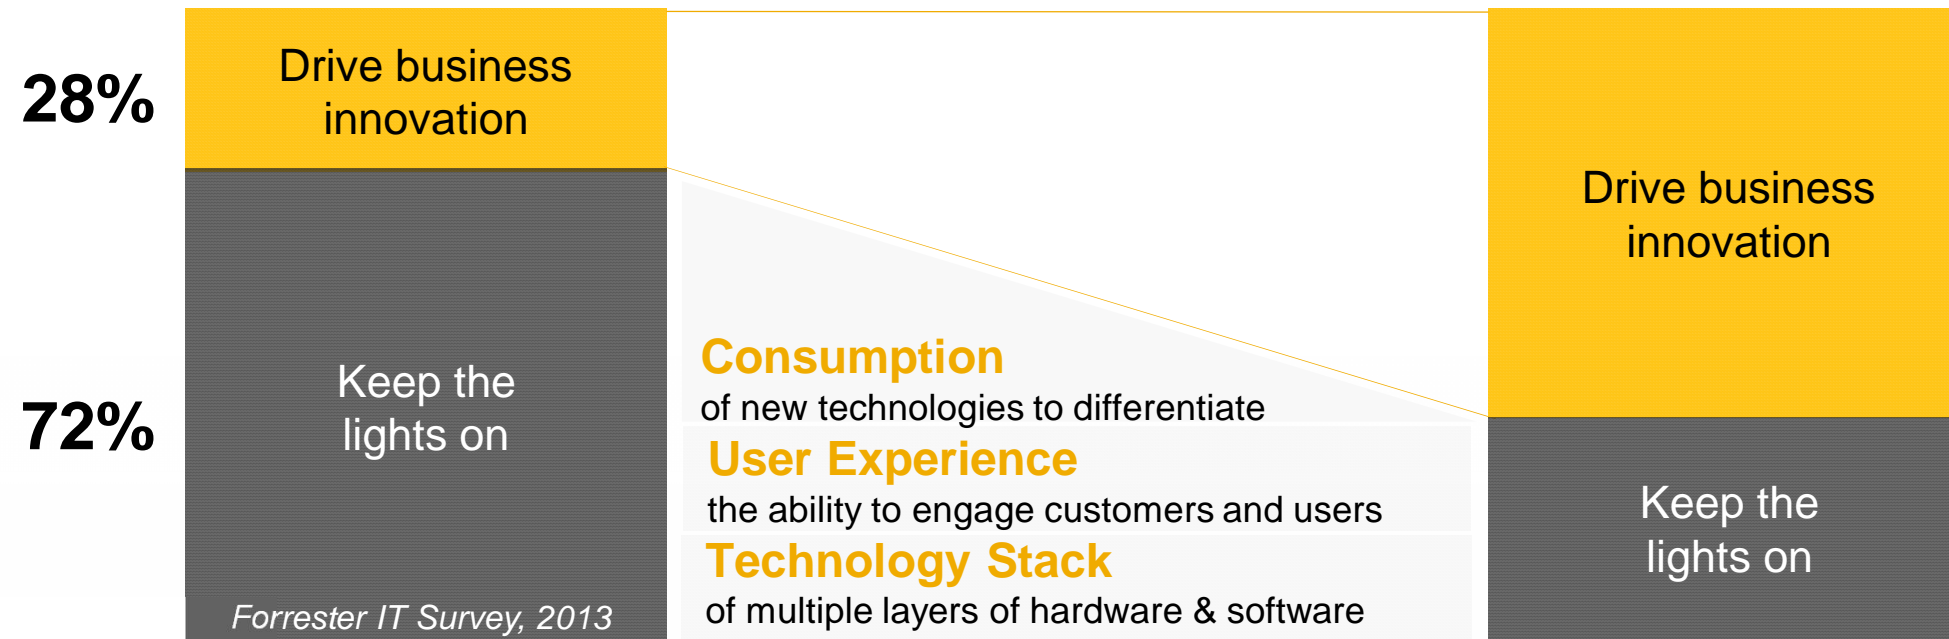 28%
Drive business
innovation
72%
Keep the
lights on
Forrester IT Survey, 2013
Consumption
of new technologies to differentiate
User Experience
the ability to engage customers and users
Technology Stack
of multiple layers of hardware & software
Drive business
innovation
Keep the
lights on